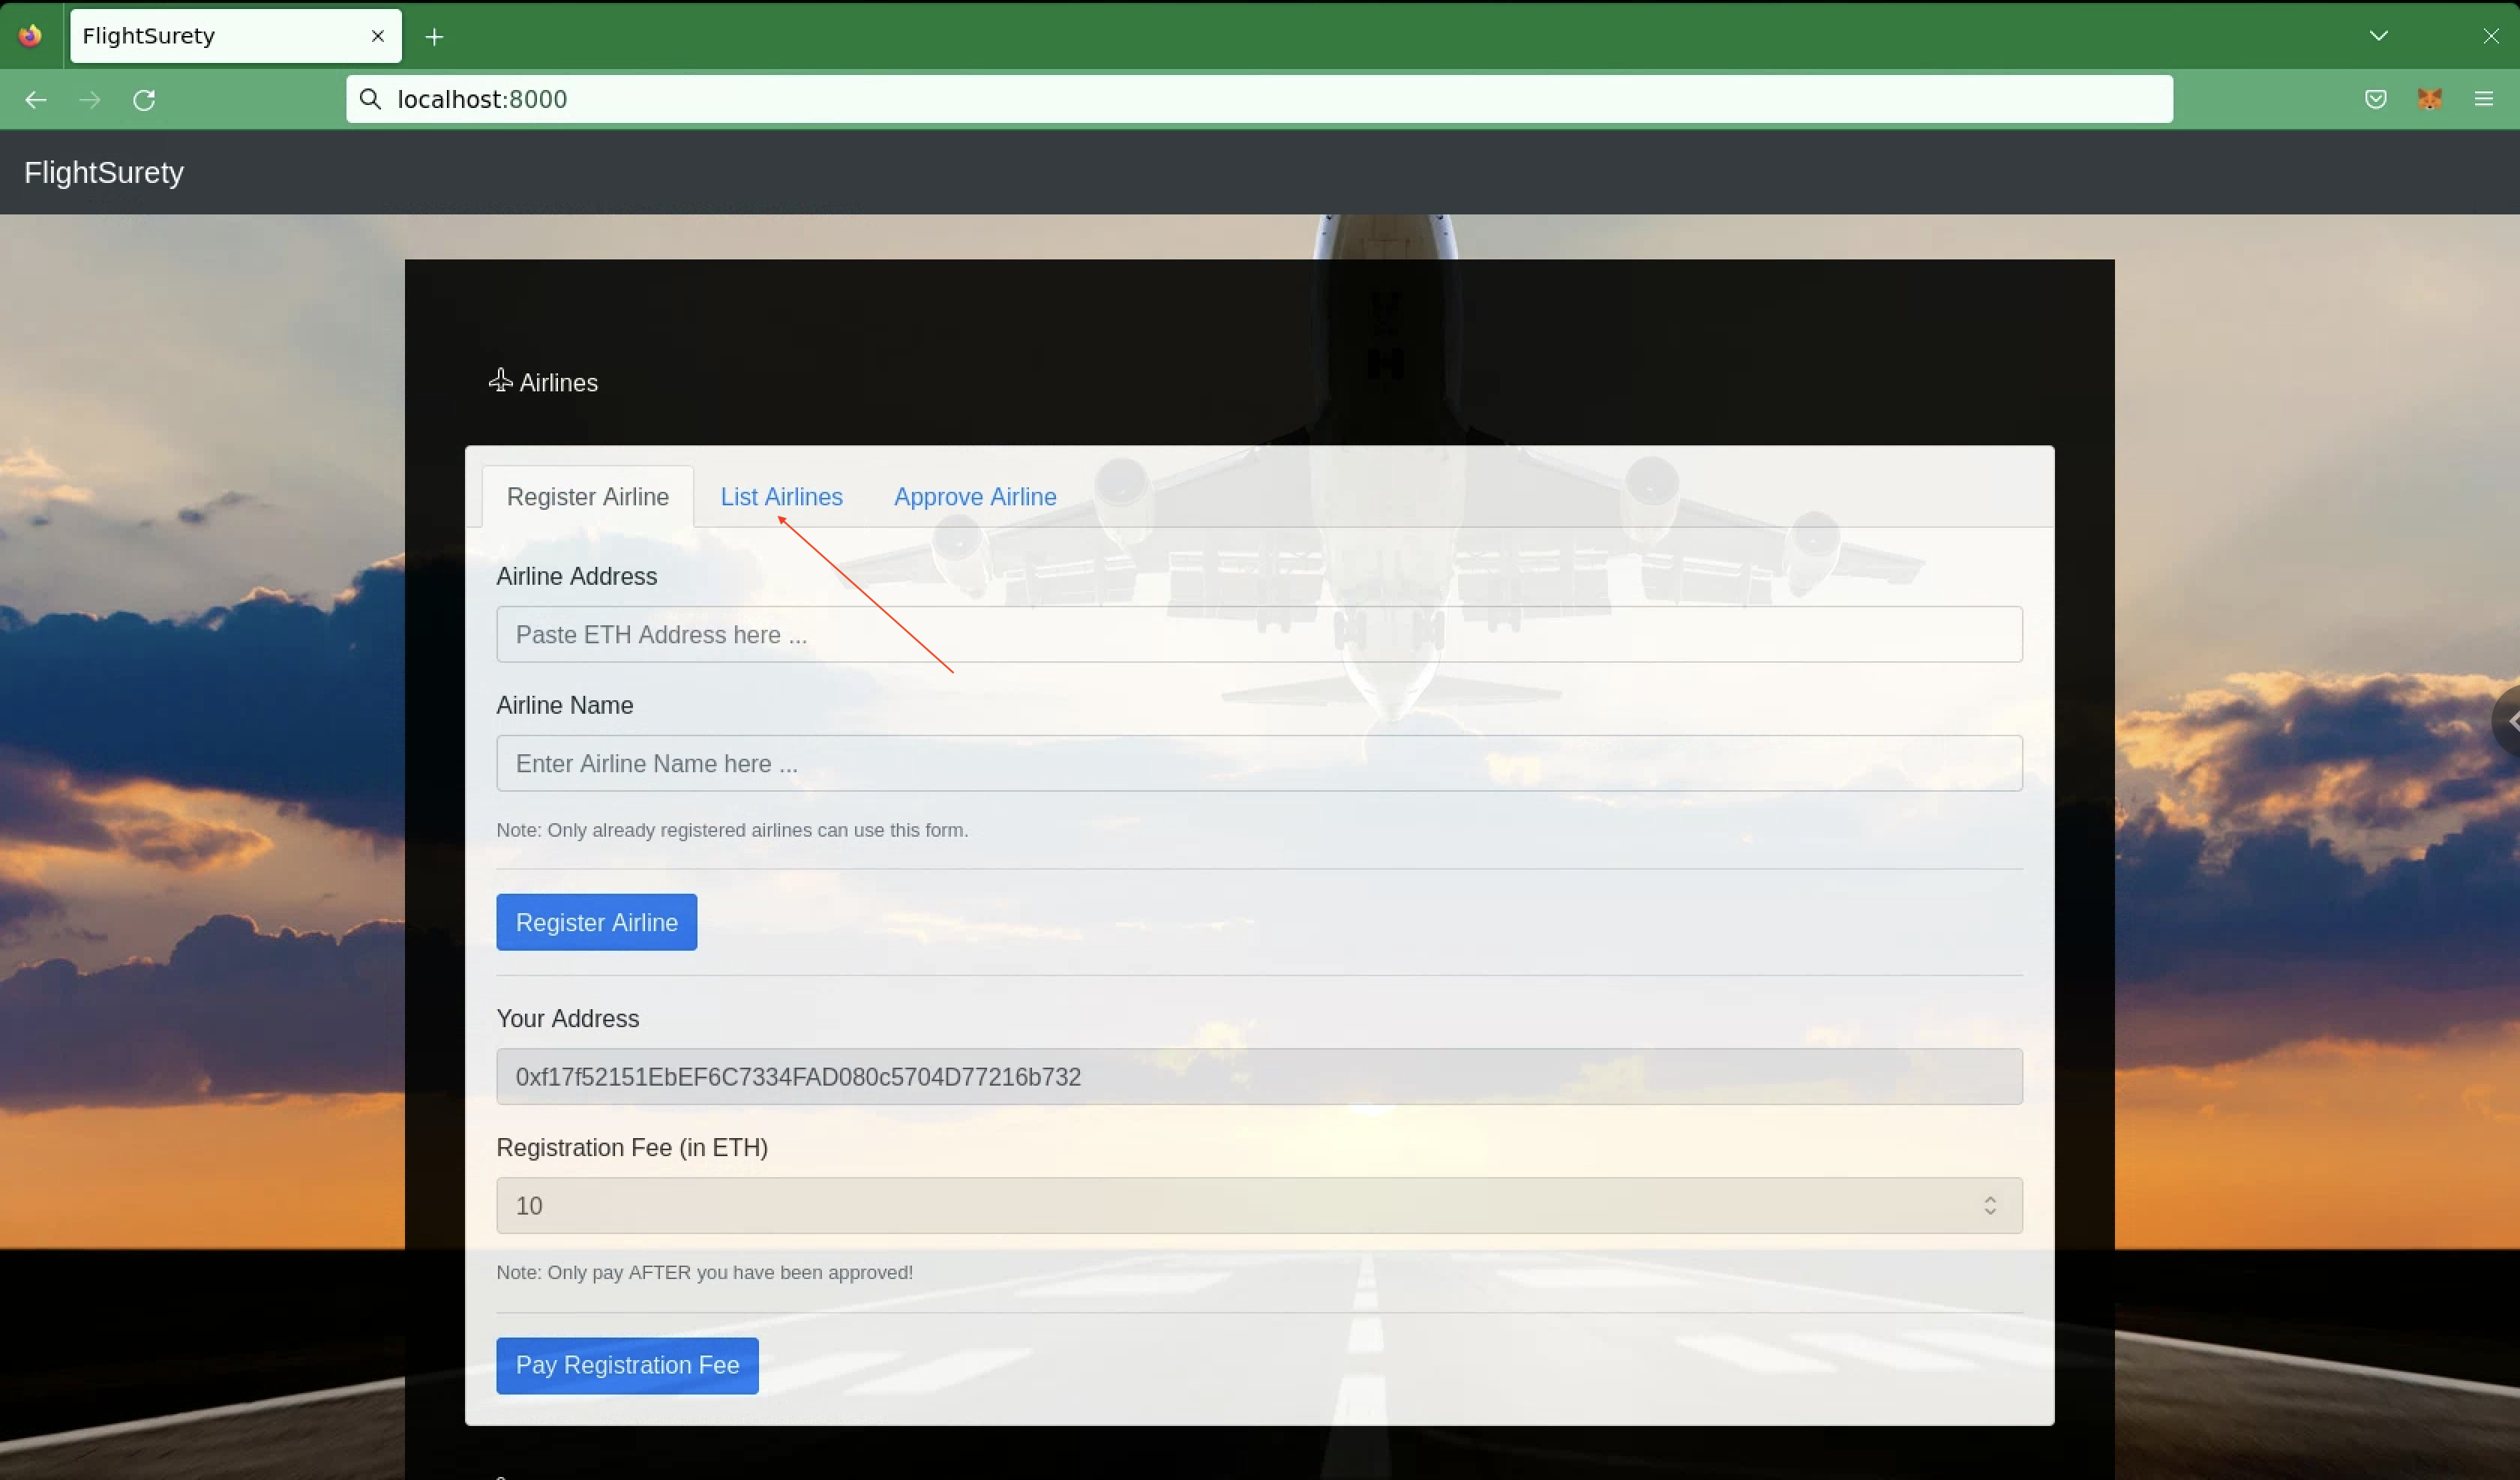 FlightSurety
localhost:8000
FlightSurety
Airlines
Register Airline
List Airlines
Approve Airline
Airline Address
Paste ETH Address here ...
Airline Name
Enter Airline Name here ...
Note: Only already registered airlines can use this form.
Register Airline
Your Address
0xf17f52151EbEF6C7334FAD080c5704D77216b732
Registration Fee (in ETH)
10
Note: Only pay AFTER you have been approved!
Pay Registration Fee